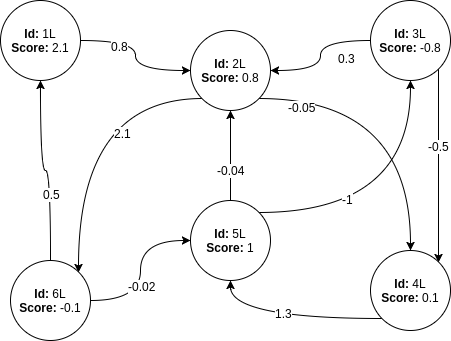 Id: 1L
Score: 2.1
0.8
Id: 2L
Score: 0.8
0.3
Id: 3L
Score: -0.8
2.1
-0.05
-0.5
-0.04
0.5
-1
Id: 5L
Score: 1
Id: 6L
Score: -0.1
-0.02
Id: 4L
Score: 0.1
1.3